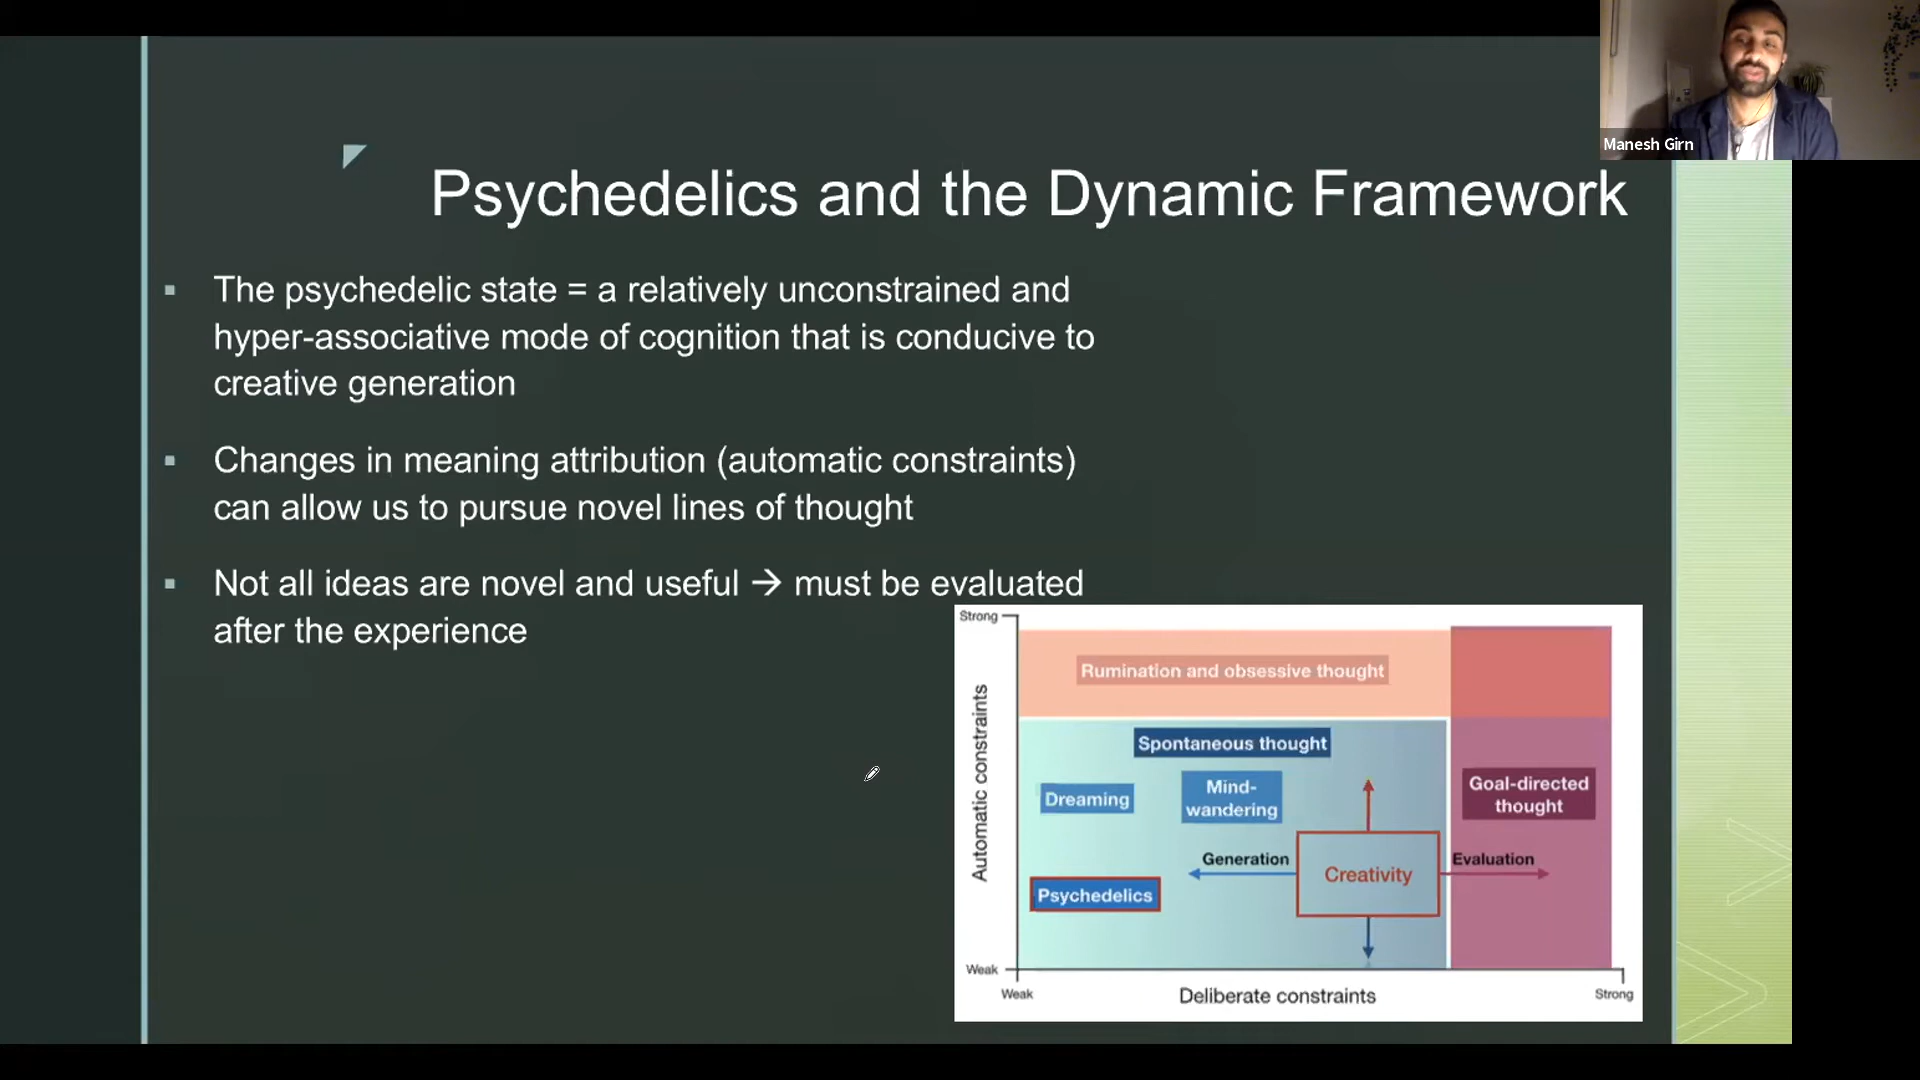 Manesh Girn
Psychedelics and the Dynamic Framework
▪ The psychedelic state = a relatively unconstrained and
hyper-associative mode of cognition that is conducive to
creative generation
▪ Changes in meaning attribution (automatic constraints)
can allow us to pursue novel lines of thought
▪ Not all ideas are novel and useful → must be evaluated
after the experience
Strong
Automatic constraints
Weak
Rumination and obsessive thought
Spontaneous thought
Dreaming
Mind-
wandering
Goal-directed
thought
Generation
Creativity
Evaluation
Psychedelics
Weak
Deliberate constraints
Strong